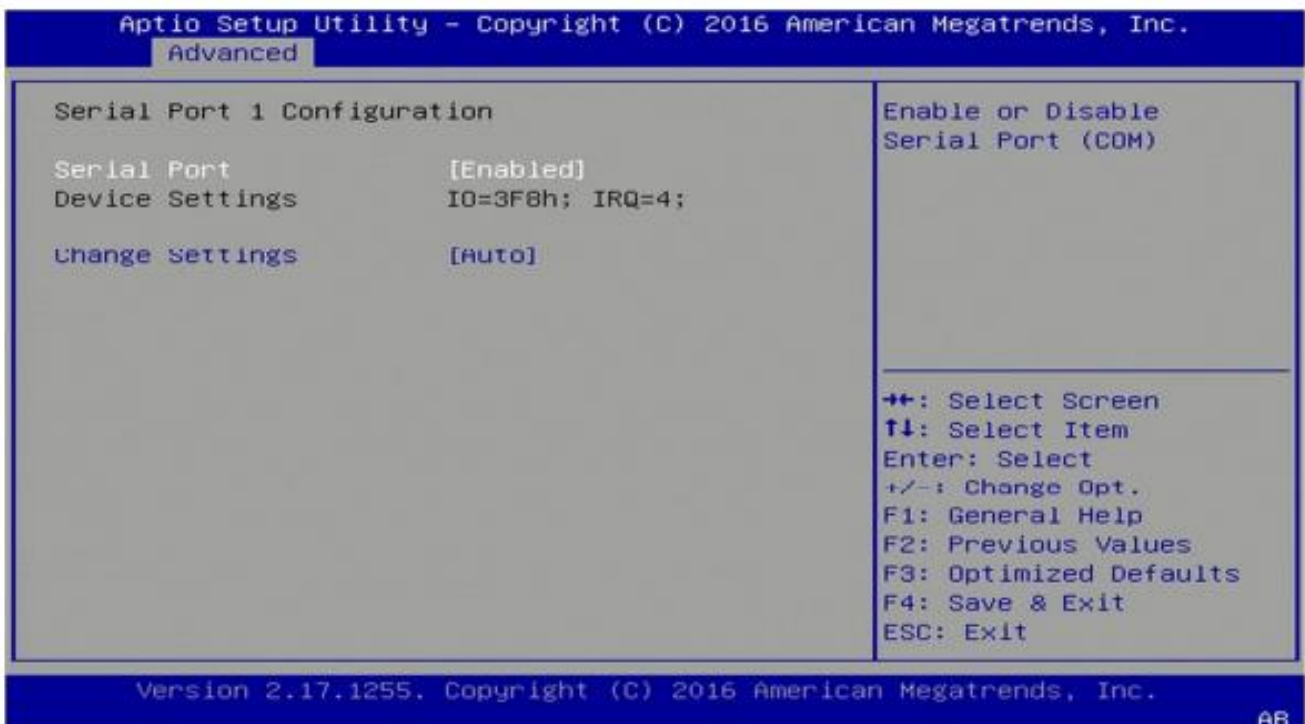 Aptio Setup Utility – Copyright (C) 2016 American Megatrends, Inc.
Advanced
Serial Port 1 Configuration
Serial Port [Enabled]
Device Settings IO=3F8h; IRQ=4;
Change Settings [Auto]
Enable or Disable
Serial Port (COM)
→←: Select Screen
↑↓: Select Item
Enter: Select
+/-: Change Opt.
F1: General Help
F2: Previous Values
F3: Optimized Defaults
F4: Save & Exit
ESC: Exit
Version 2.17.1255. Copyright (C) 2016 American Megatrends, Inc.
AB